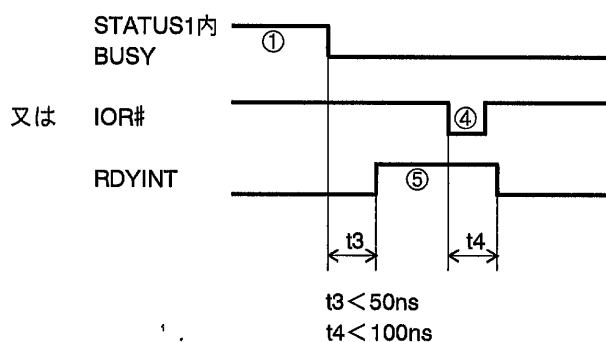 STATUS1内
BUSY
①
又は IOR#
④
RDYINT
⑤
t3
t4
t3＜50ns
t4＜100ns